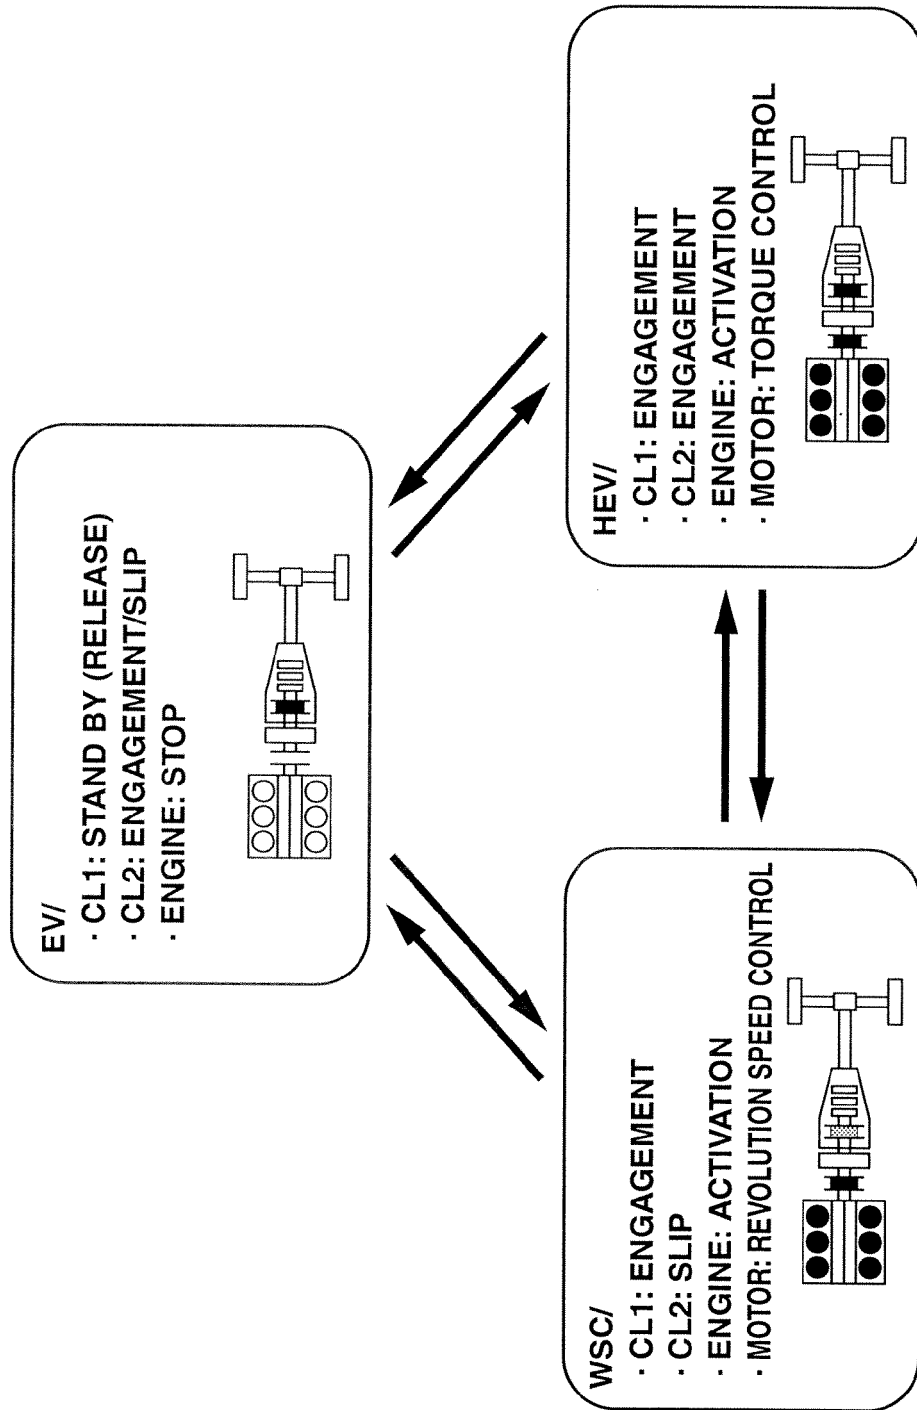 EV/
· CL1: STAND BY (RELEASE)
· CL2: ENGAGEMENT/SLIP
· ENGINE: STOP
WSC/
· CL1: ENGAGEMENT
· CL2: SLIP
· ENGINE: ACTIVATION
· MOTOR: REVOLUTION SPEED CONTROL
HEV/
· CL1: ENGAGEMENT
· CL2: ENGAGEMENT
· ENGINE: ACTIVATION
· MOTOR: TORQUE CONTROL